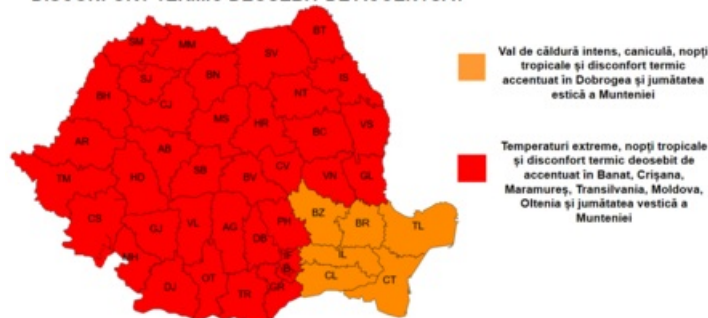 SM MM BT
SV
SJ BN IS
BH NT
CJ
MS HR VS
AR BC
AB
TM HD SB BV CV VN GL
CS BZ BR TL
GJ VL AG PH
DB
MH IL
CL CT
DJ OT TR GR
Val de căldură intens, caniculă, nopți
tropicale și disconfort termic
accentuat în Dobrogea și jumătatea
estică a Munteniei
Temperaturi extreme, nopți tropicale
și disconfort termic deosebit de
accentuat în Banat, Crișana,
Maramureș, Transilvania, Moldova,
Oltenia și jumătatea vestică a
Munteniei